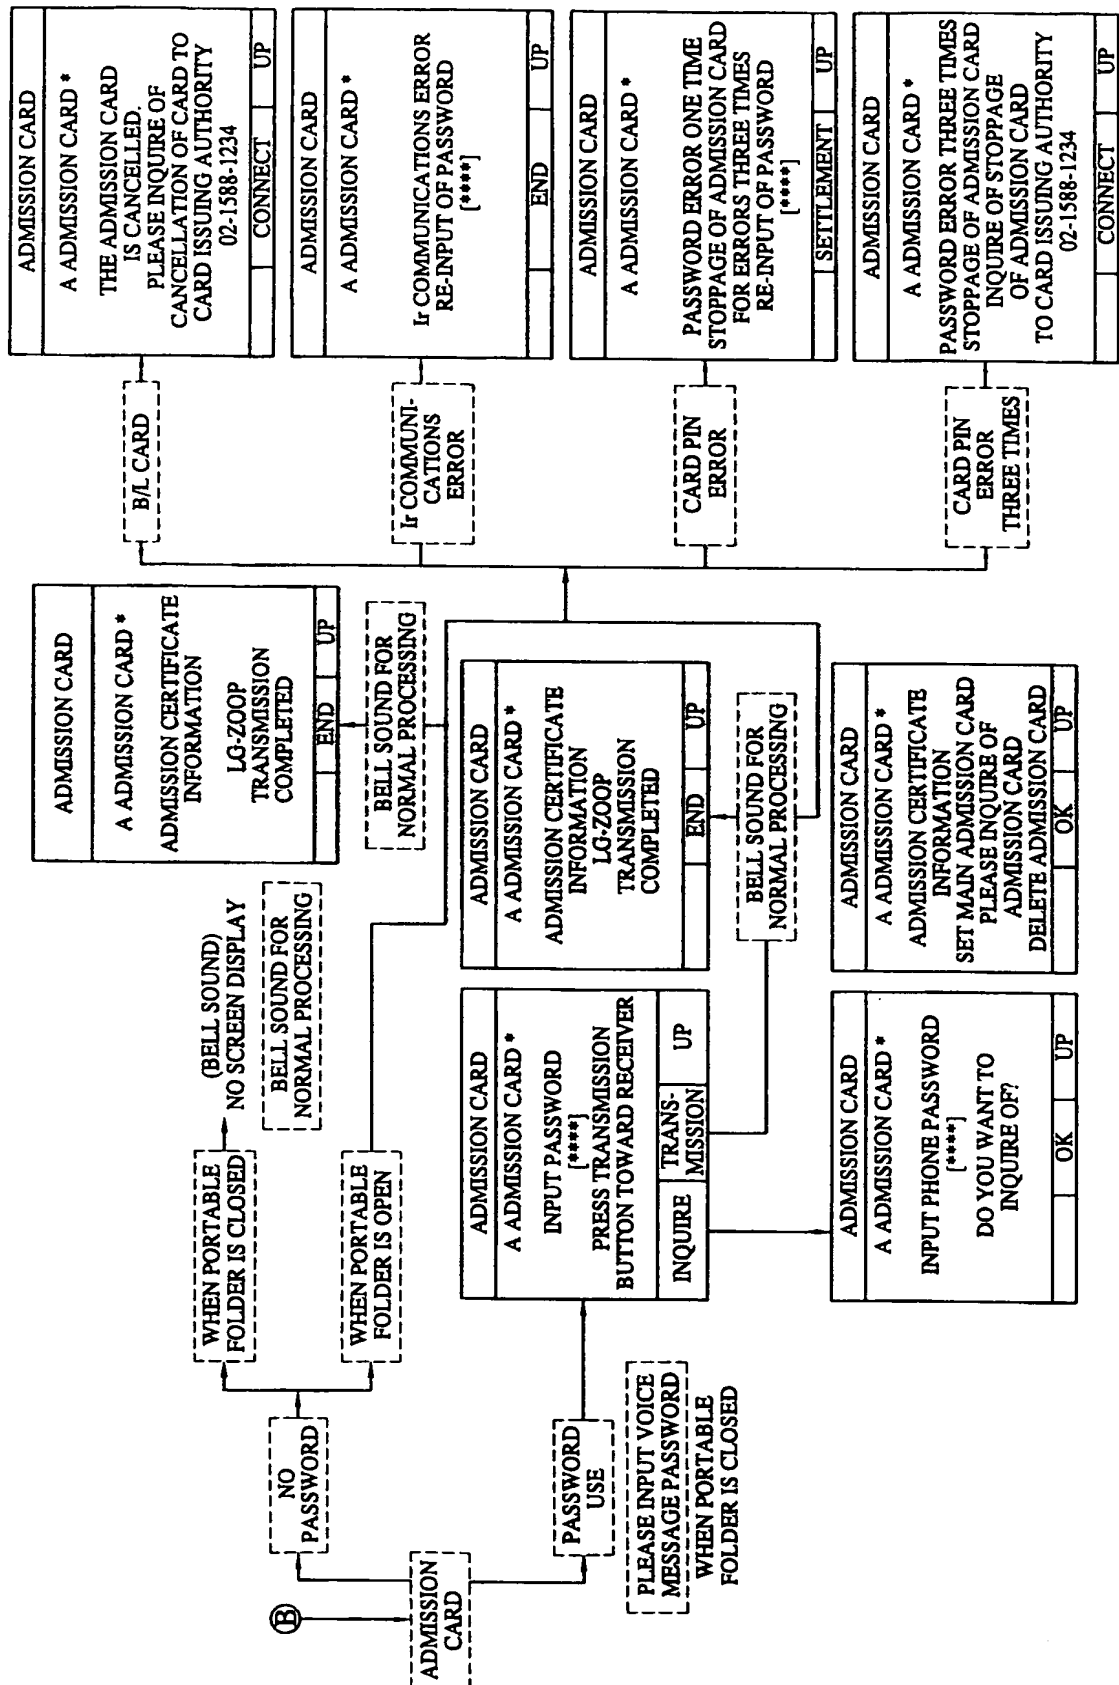 B
ADMISSION
CARD
NO
PASSWORD
WHEN PORTABLE
FOLDER IS CLOSED
(BELL SOUND)
NO SCREEN DISPLAY
BELL SOUND FOR
NORMAL PROCESSING
WHEN PORTABLE
FOLDER IS OPEN
ADMISSION CARD
A ADMISSION CARD *
ADMISSION CERTIFICATE
INFORMATION
LG-ZOOP
TRANSMISSION
COMPLETED
END UP
BELL SOUND FOR
NORMAL PROCESSING
PASSWORD
USE
PLEASE INPUT VOICE
MESSAGE PASSWORD
WHEN PORTABLE
FOLDER IS CLOSED
ADMISSION CARD
A ADMISSION CARD *
INPUT PASSWORD
[****]
PRESS TRANSMISSION
BUTTON TOWARD RECEIVER
INQUIRE TRANS-
MISSION UP
ADMISSION CARD
A ADMISSION CARD *
ADMISSION CERTIFICATE
INFORMATION
LG-ZOOP
TRANSMISSION
COMPLETED
END UP
BELL SOUND FOR
NORMAL PROCESSING
ADMISSION CARD
A ADMISSION CARD *
INPUT PHONE PASSWORD
[****]
DO YOU WANT TO
INQUIRE OF?
OK UP
ADMISSION CARD
A ADMISSION CARD *
ADMISSION CERTIFICATE
INFORMATION
SET MAIN ADMISSION CARD
PLEASE INQUIRE OF
ADMISSION CARD
DELETE ADMISSION CARD
OK UP
B/L CARD
ADMISSION CARD
A ADMISSION CARD *
THE ADMISSION CARD
IS CANCELLED.
PLEASE INQUIRE OF
CANCELLATION OF CARD TO
CARD ISSUING AUTHORITY
02-1588-1234
CONNECT UP
Ir COMMUNI-
CATIONS
ERROR
ADMISSION CARD
A ADMISSION CARD *
Ir COMMUNICATIONS ERROR
RE-INPUT OF PASSWORD
[****]
END UP
CARD PIN
ERROR
ADMISSION CARD
A ADMISSION CARD *
PASSWORD ERROR ONE TIME
STOPPAGE OF ADMISSION CARD
FOR ERRORS THREE TIMES
RE-INPUT OF PASSWORD
[****]
SETTLEMENT UP
CARD PIN
ERROR
THREE TIMES
ADMISSION CARD
A ADMISSION CARD *
PASSWORD ERROR THREE TIMES
STOPPAGE OF ADMISSION CARD
INQUIRE OF STOPPAGE
OF ADMISSION CARD
TO CARD ISSUING AUTHORITY
02-1588-1234
CONNECT UP